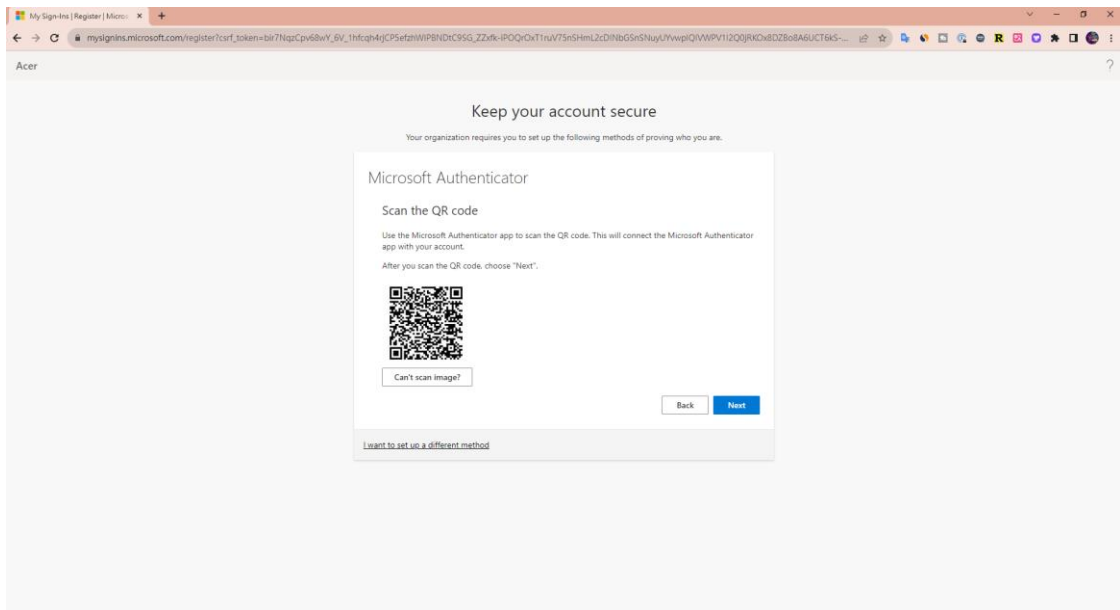 My Sign-Ins | Register | Micros
Acer
Keep your account secure
Your organization requires you to set up the following methods of proving who you are.
Microsoft Authenticator
Scan the QR code
Use the Microsoft Authenticator app to scan the QR code. This will connect the Microsoft Authenticator
app with your account.
After you scan the QR code, choose "Next".
Can't scan image?
Back Next
I want to set up a different method